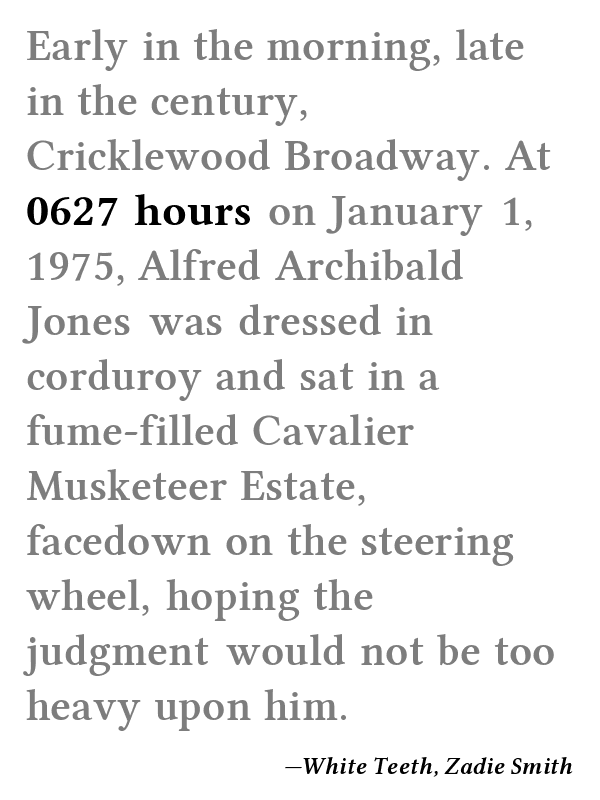 Early in the morning, late
in the century,
Cricklewood Broadway. At
0627 hours on January 1,
1975, Alfred Archibald
Jones was dressed in
corduroy and sat in a
fume-filled Cavalier
Musketeer Estate,
facedown on the steering
wheel, hoping the
judgment would not be too
heavy upon him.
—White Teeth, Zadie Smith